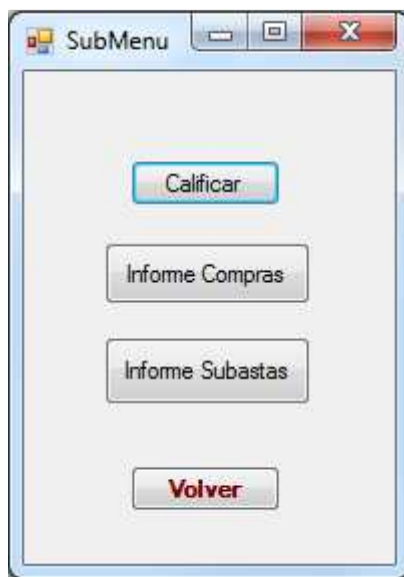 SubMenu
Calificar
Informe Compras
Informe Subastas
Volver